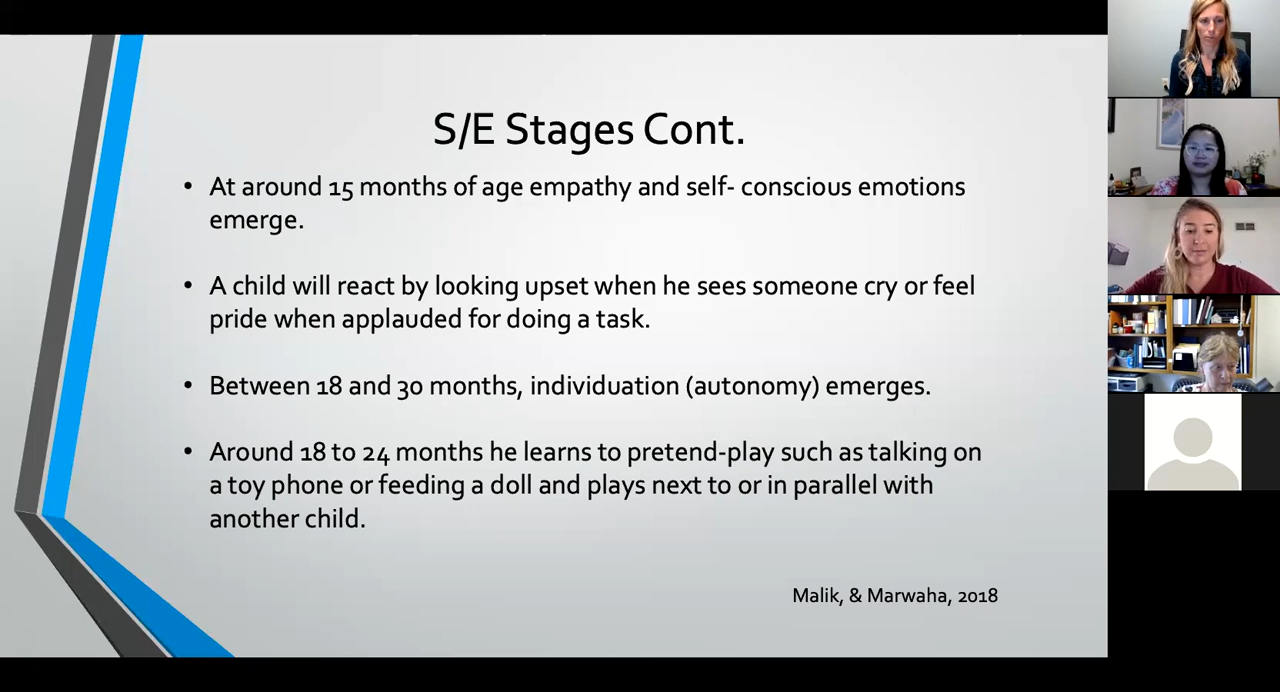 S/E Stages Cont.
• At around 15 months of age empathy and self- conscious emotions
emerge.
• A child will react by looking upset when he sees someone cry or feel
pride when applauded for doing a task.
• Between 18 and 30 months, individuation (autonomy) emerges.
• Around 18 to 24 months he learns to pretend-play such as talking on
a toy phone or feeding a doll and plays next to or in parallel with
another child.
Malik, & Marwaha, 2018